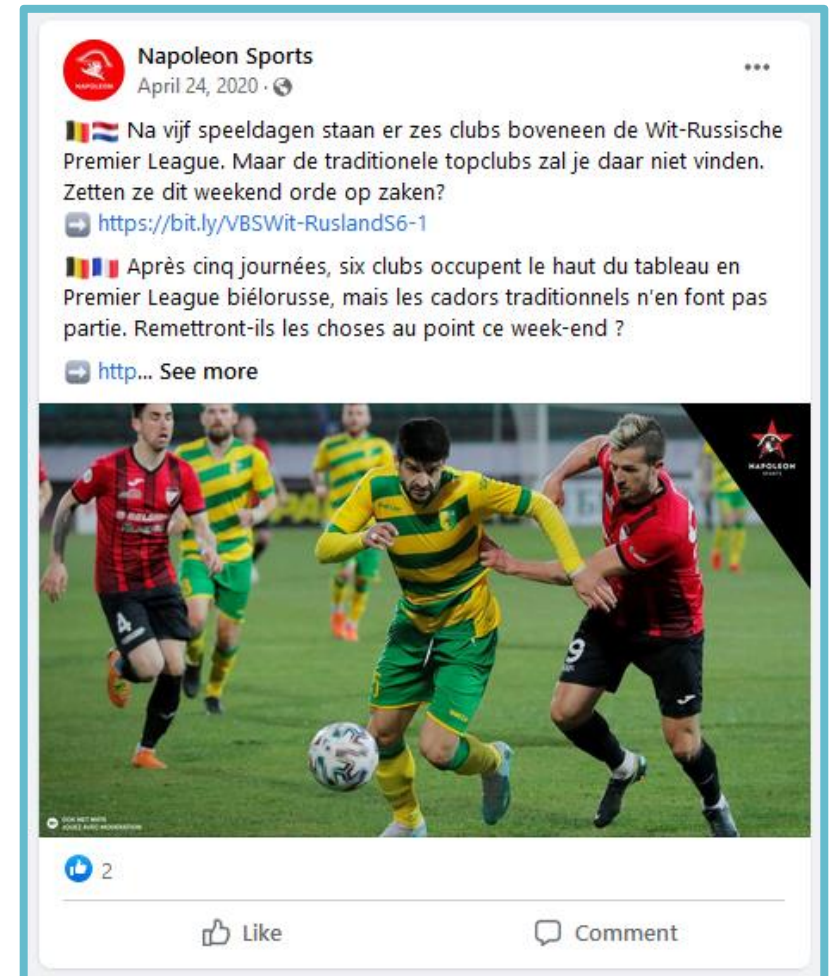 Napoleon Sports
April 24, 2020 ·
Na vijf speeldagen staan er zes clubs boveneen de Wit-Russische
Premier League. Maar de traditionele topclubs zal je daar niet vinden.
Zetten ze dit weekend orde op zaken?
https://bit.ly/VBSWit-RuslandS6-1
Après cinq journées, six clubs occupent le haut du tableau en
Premier League biélorusse, mais les cadors traditionnels n'en font pas
partie. Remettront-ils les choses au point ce week-end ?
http... See more
NAPOLEON
SPORTS
4
9
2
Like
Comment